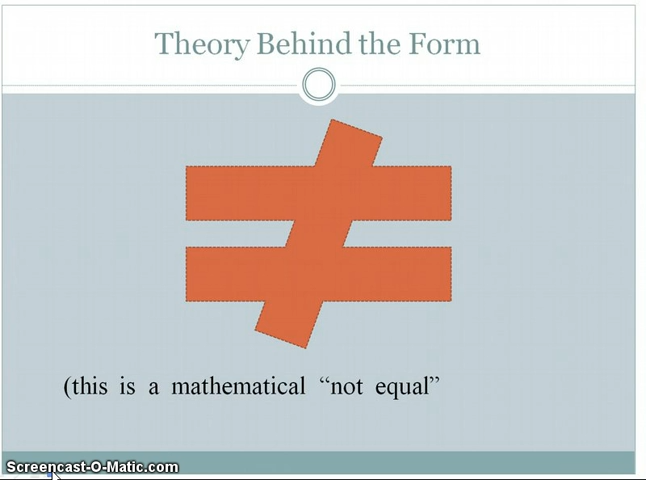 Theory Behind the Form
(this is a mathematical “not equal”
Screencast-O-Matic.com